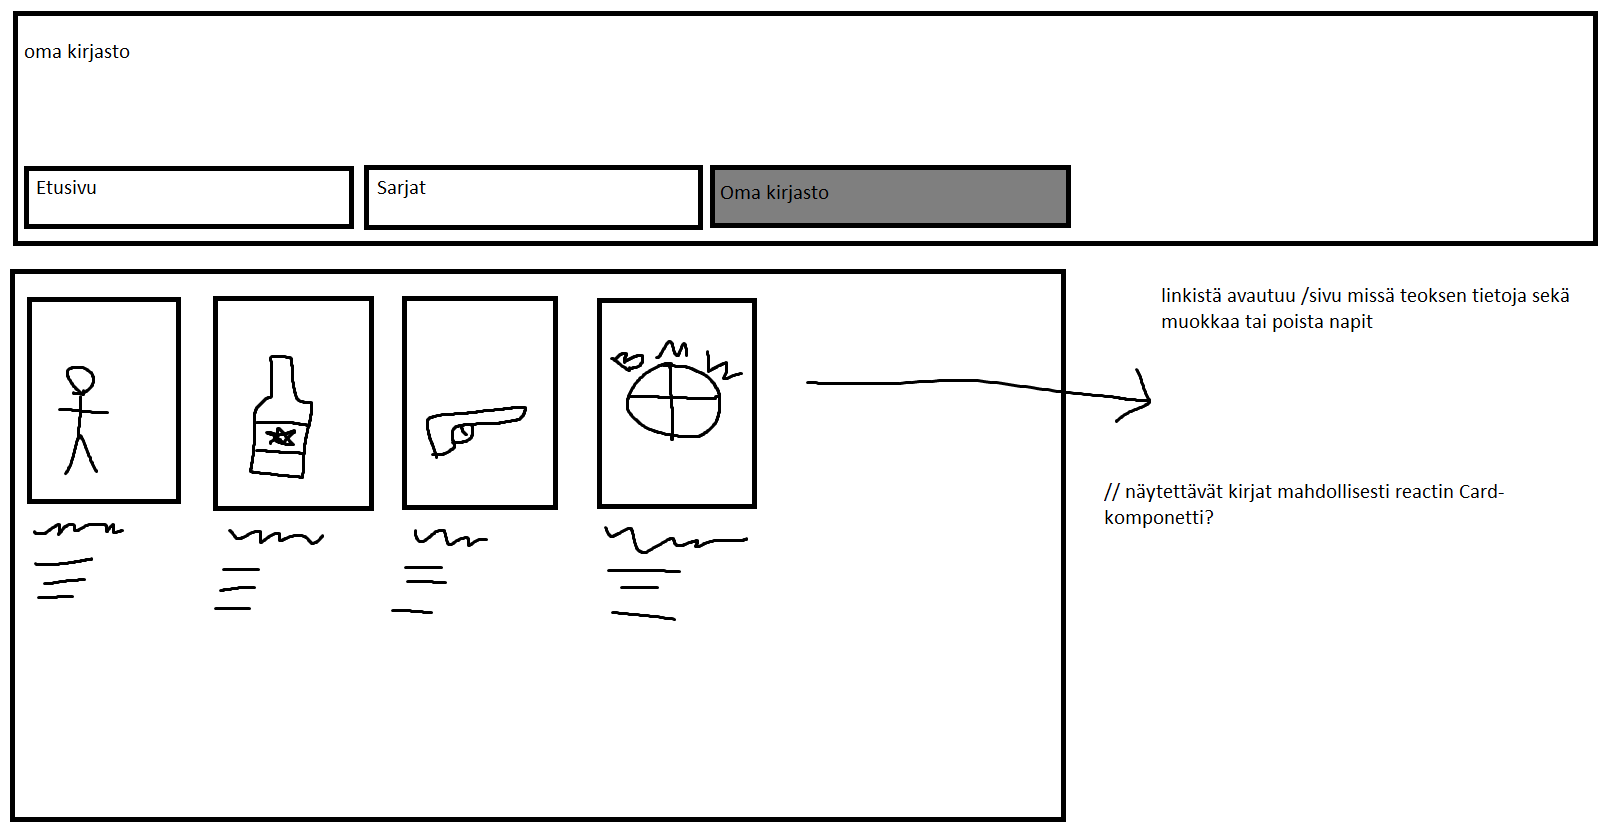 oma kirjasto
Etusivu
Sarjat
Oma kirjasto
linkistä avautuu /sivu missä teoksen tietoja sekä
muokkaa tai poista napit
B M W
// näytettävät kirjat mahdollisesti reactin Card-
komponetti?